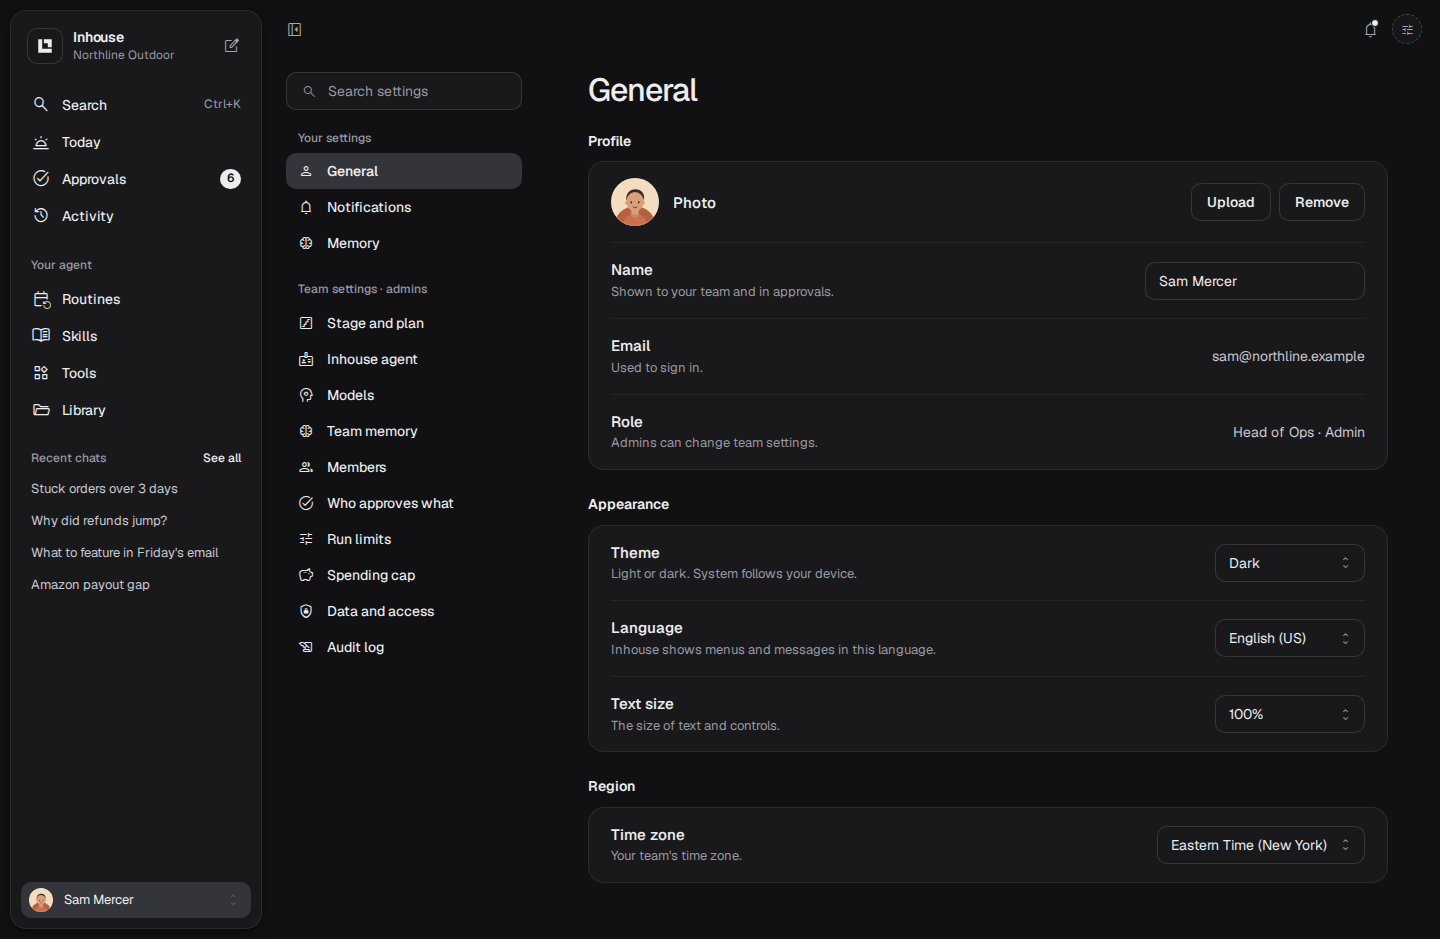 Inhouse
Northline Outdoor
Search Ctrl+K
Today
Approvals 6
Activity
Your agent
Routines
Skills
Tools
Library
Recent chats See all
Stuck orders over 3 days
Why did refunds jump?
What to feature in Friday's email
Amazon payout gap
Sam Mercer
Search settings
Your settings
General
Notifications
Memory
Team settings · admins
Stage and plan
Inhouse agent
Models
Team memory
Members
Who approves what
Run limits
Spending cap
Data and access
Audit log
General
Profile
Photo Upload Remove
Name
Shown to your team and in approvals.
Sam Mercer
Email
Used to sign in.
sam@northline.example
Role
Admins can change team settings.
Head of Ops · Admin
Appearance
Theme
Light or dark. System follows your device.
Dark
Language
Inhouse shows menus and messages in this language.
English (US)
Text size
The size of text and controls.
100%
Region
Time zone
Your team's time zone.
Eastern Time (New York)